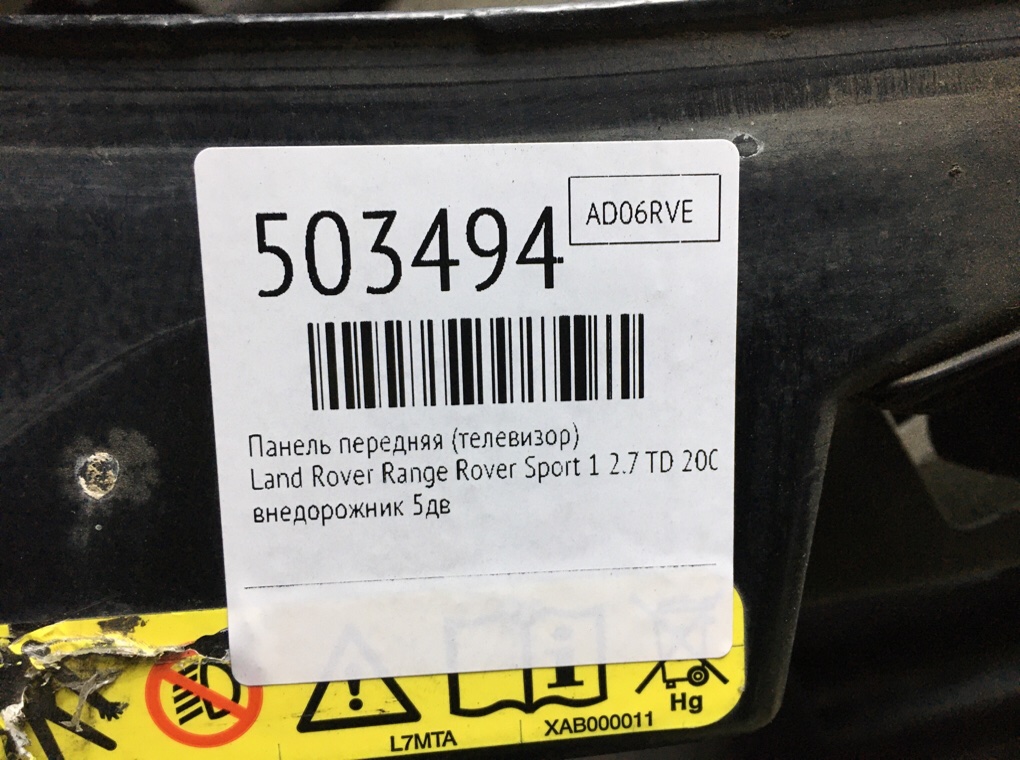 503494
AD06RVE
Панель передняя (телевизор)
Land Rover Range Rover Sport 1 2.7 TD 20C
внедорожник 5дв
Hg
L7MTA
XAB000011